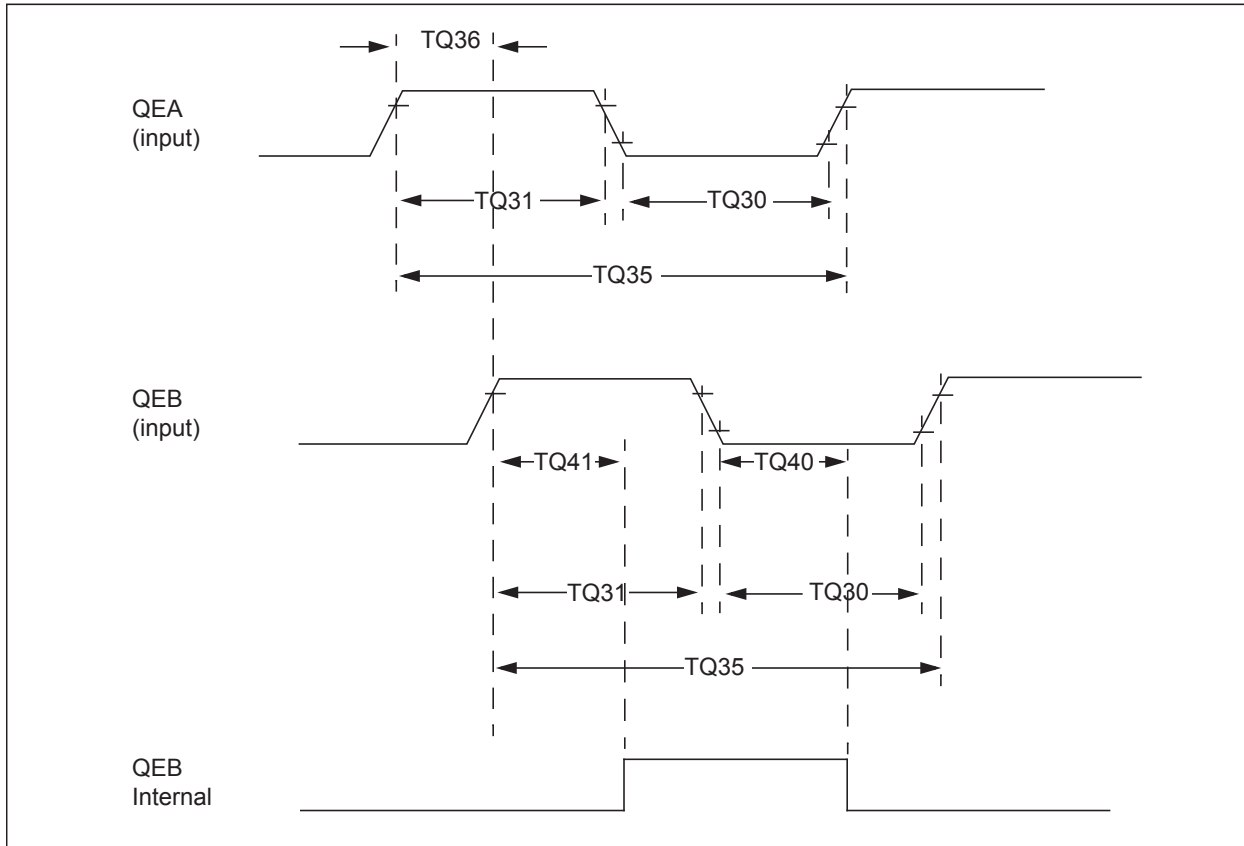 TQ36
QEA
(input)
TQ31
TQ30
TQ35
QEB
(input)
TQ41
TQ40
TQ31
TQ30
TQ35
QEB
Internal